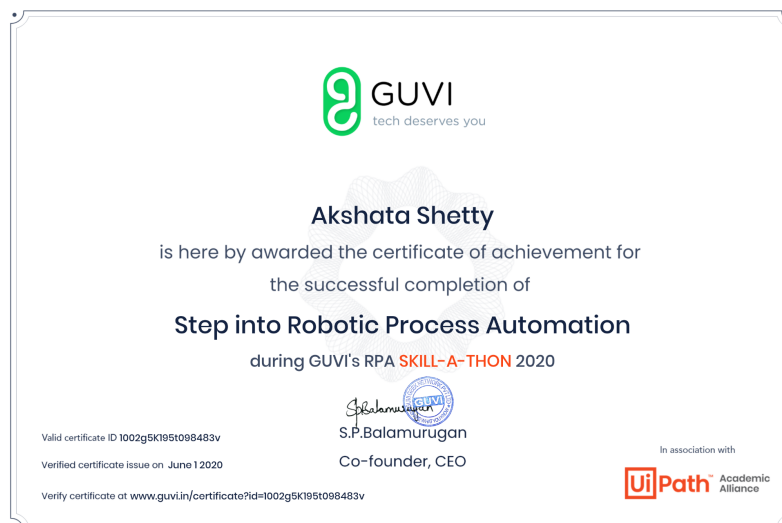 GUVI
tech deserves you
Akshata Shetty
is here by awarded the certificate of achievement for
the successful completion of
Step into Robotic Process Automation
during GUVI's RPA SKILL-A-THON 2020
GUVI
S.P.Balamurugan
Co-founder, CEO
Valid certificate ID 1002g5K195t098483v
Verified certificate issue on June 1 2020
Verify certificate at www.guvi.in/certificate?id=1002g5K195t098483v
In association with
UiPath™ Academic
Alliance